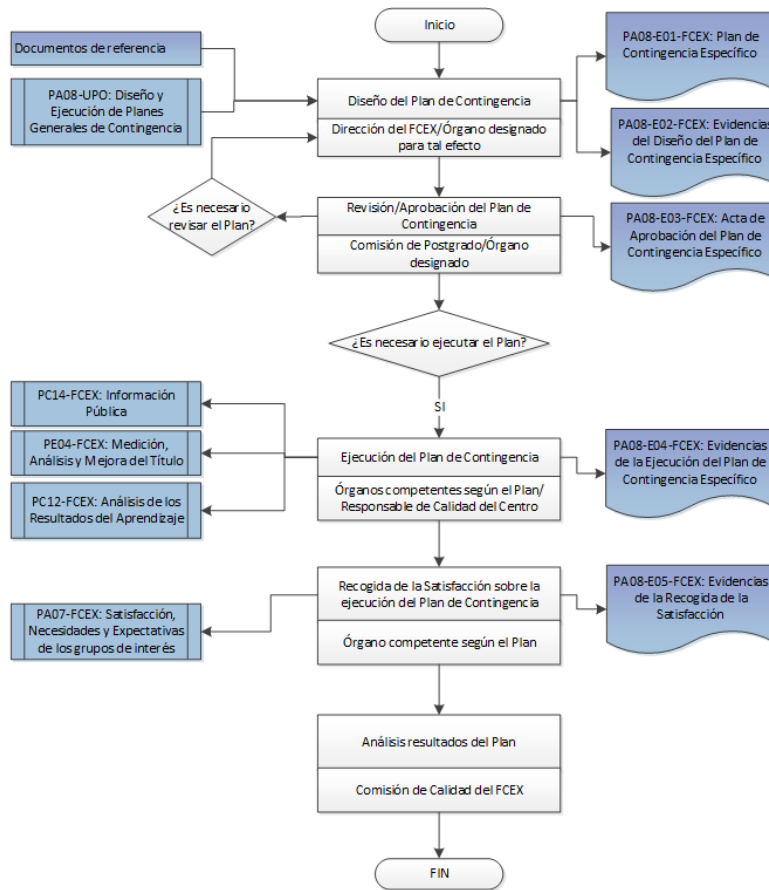 Inicio
Documentos de referencia
PA08-UPO: Diseño y
Ejecución de Planes
Generales de Contingencia
Diseño del Plan de Contingencia
Dirección del FCEX/Órgano designado
para tal efecto
PA08-E01-FCEX: Plan de
Contingencia Específico
PA08-E02-FCEX: Evidencias
del Diseño del Plan de
Contingencia Específico
¿Es necesario
revisar el Plan?
Revisión/Aprobación del Plan de
Contingencia
Comisión de Postgrado/Órgano
designado
PA08-E03-FCEX: Acta de
Aprobación del Plan de
Contingencia Específico
¿Es necesario ejecutar el Plan?
SI
PC14-FCEX: Información
Pública
PE04-FCEX: Medición,
Análisis y Mejora del Título
PC12-FCEX: Análisis de los
Resultados del Aprendizaje
Ejecución del Plan de Contingencia
Órganos competentes según el Plan/
Responsable de Calidad del Centro
PA08-E04-FCEX: Evidencias
de la Ejecución del Plan de
Contingencia Específico
Recogida de la Satisfacción sobre la
ejecución del Plan de Contingencia
Órgano competente según el Plan
PA07-FCEX: Satisfacción,
Necesidades y Expectativas
de los grupos de interés
PA08-E05-FCEX: Evidencias
de la Recogida de la
Satisfacción
Análisis resultados del Plan
Comisión de Calidad del FCEX
FIN